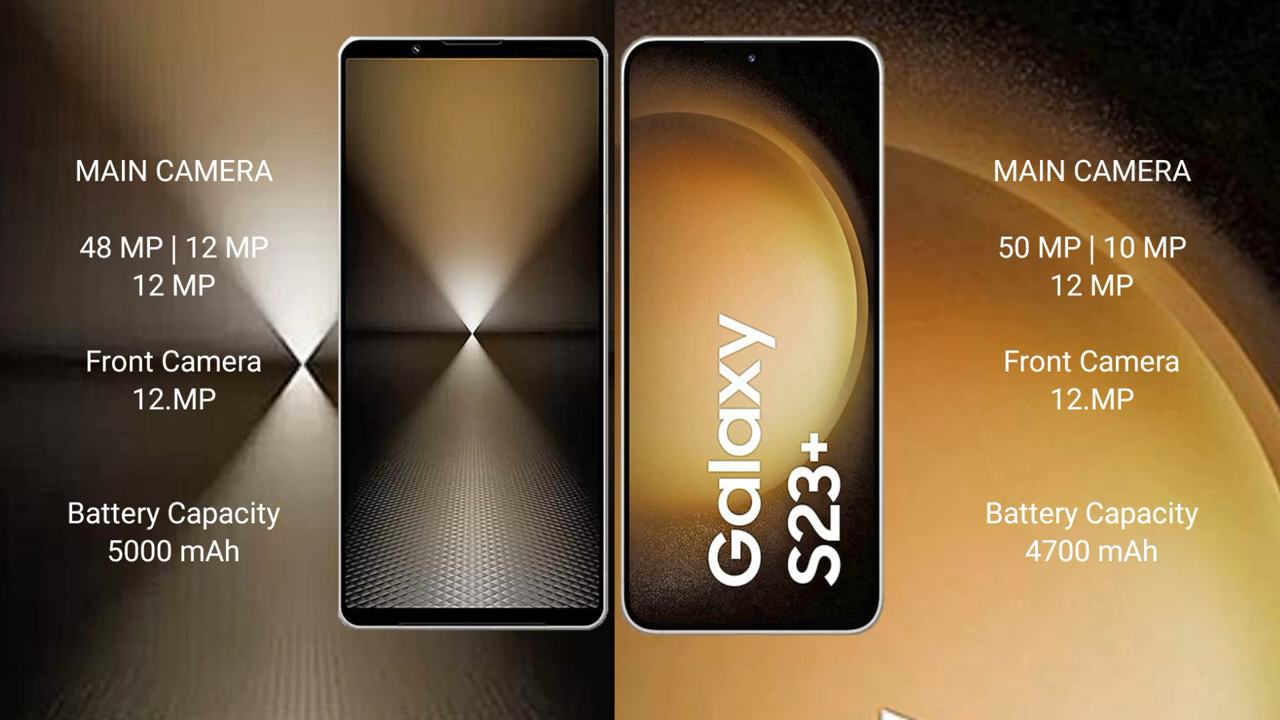 MAIN CAMERA
48 MP | 12 MP
12 MP
Front Camera
12.MP
Battery Capacity
5000 mAh
Galaxy
S23+
MAIN CAMERA
50 MP | 10 MP
12 MP
Front Camera
12.MP
Battery Capacity
4700 mAh